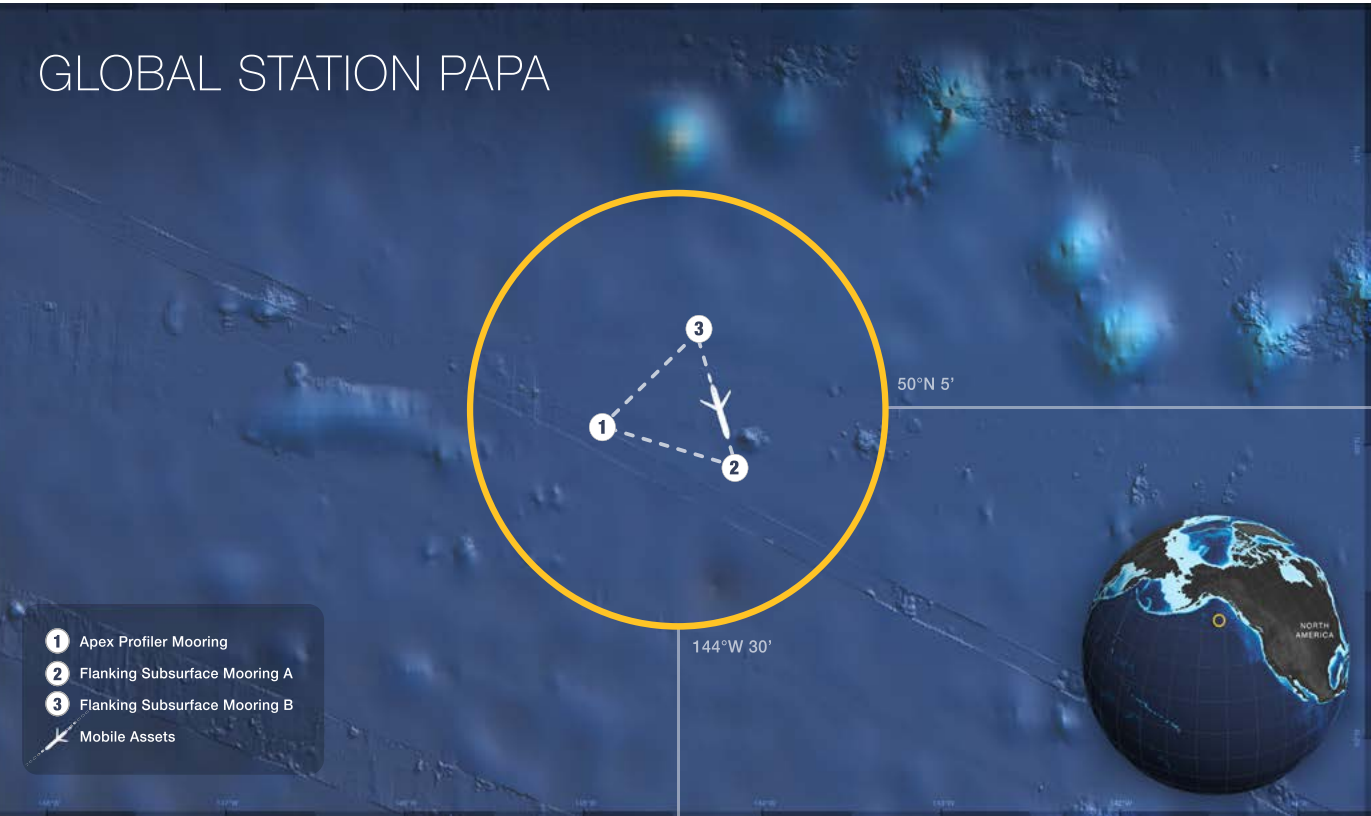 GLOBAL STATION PAPA
3
50°N 5’
1
2
144°W 30’
NORTH
AMERICA
1 Apex Profiler Mooring
2 Flanking Subsurface Mooring A
3 Flanking Subsurface Mooring B
Mobile Assets